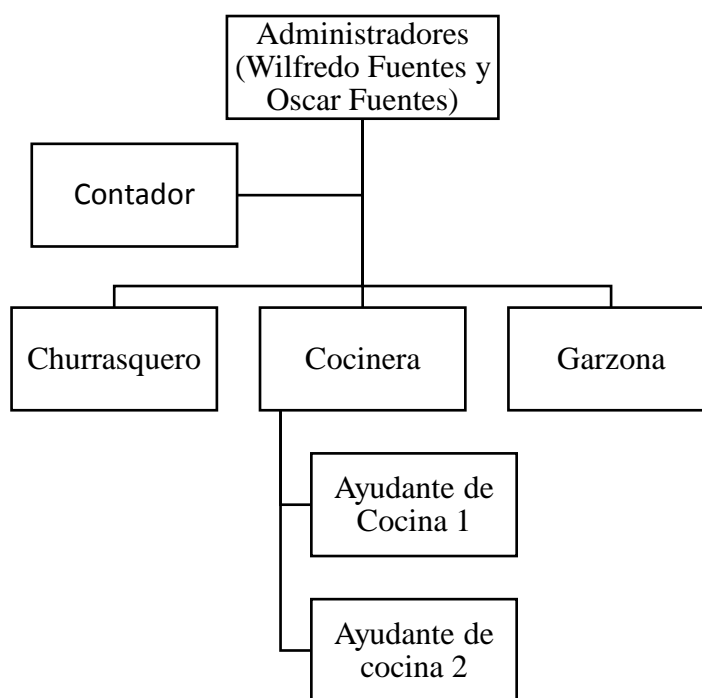 Administradores
(Wilfredo Fuentes y
Oscar Fuentes)
Contador
Churrasquero
Cocinera
Garzona
Ayudante de
Cocina 1
Ayudante de
cocina 2